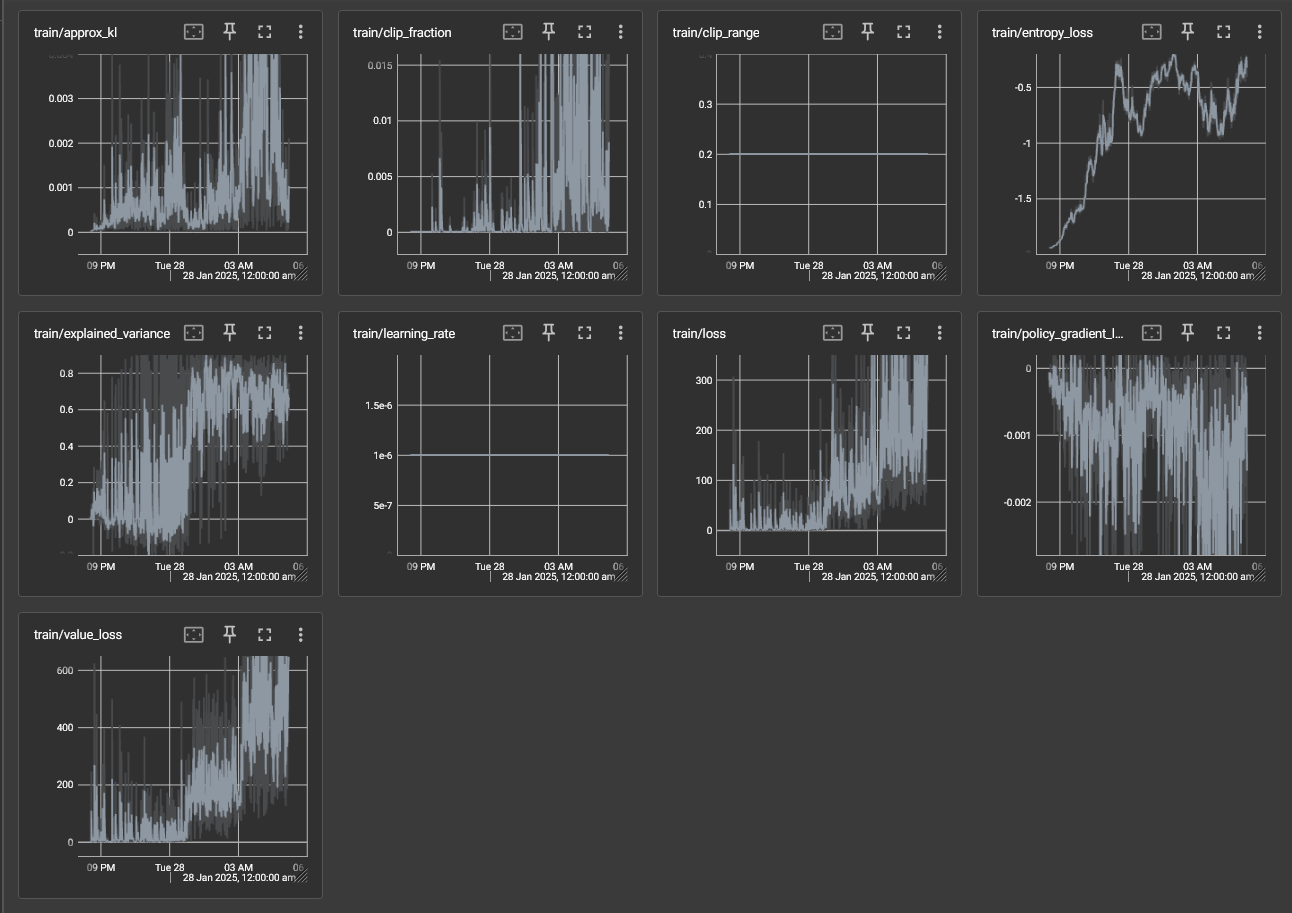 train/approx_kl
0.003
0.002
0.001
0
09 PM
Tue 28
03 AM
06
28 Jan 2025, 12:00:00 am
train/clip_fraction
0.015
0.01
0.005
0
09 PM
Tue 28
03 AM
06
28 Jan 2025, 12:00:00 am
train/clip_range
0.3
0.2
0.1
09 PM
Tue 28
03 AM
06
28 Jan 2025, 12:00:00 am
train/entropy_loss
-0.5
-1
-1.5
09 PM
Tue 28
03 AM
06
28 Jan 2025, 12:00:00 am
train/explained_variance
0.8
0.6
0.4
0.2
0
09 PM
Tue 28
03 AM
06
28 Jan 2025, 12:00:00 am
train/learning_rate
1.5e-6
1e-6
5e-7
09 PM
Tue 28
03 AM
06
28 Jan 2025, 12:00:00 am
train/loss
300
200
100
0
09 PM
Tue 28
03 AM
06
28 Jan 2025, 12:00:00 am
train/policy_gradient_l...
0
-0.001
-0.002
09 PM
Tue 28
03 AM
06
28 Jan 2025, 12:00:00 am
train/value_loss
600
400
200
0
09 PM
Tue 28
03 AM
06
28 Jan 2025, 12:00:00 am